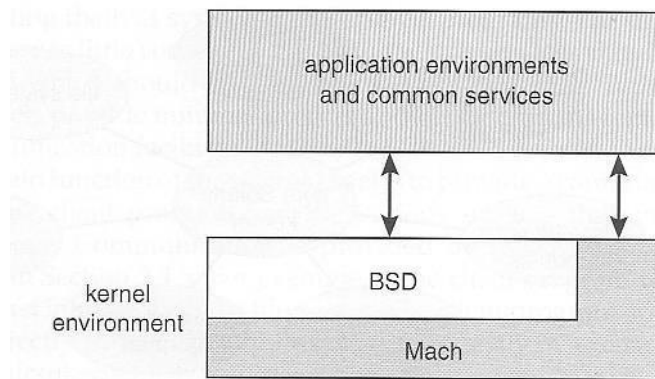 application environments
and common services
BSD
kernel
environment
Mach